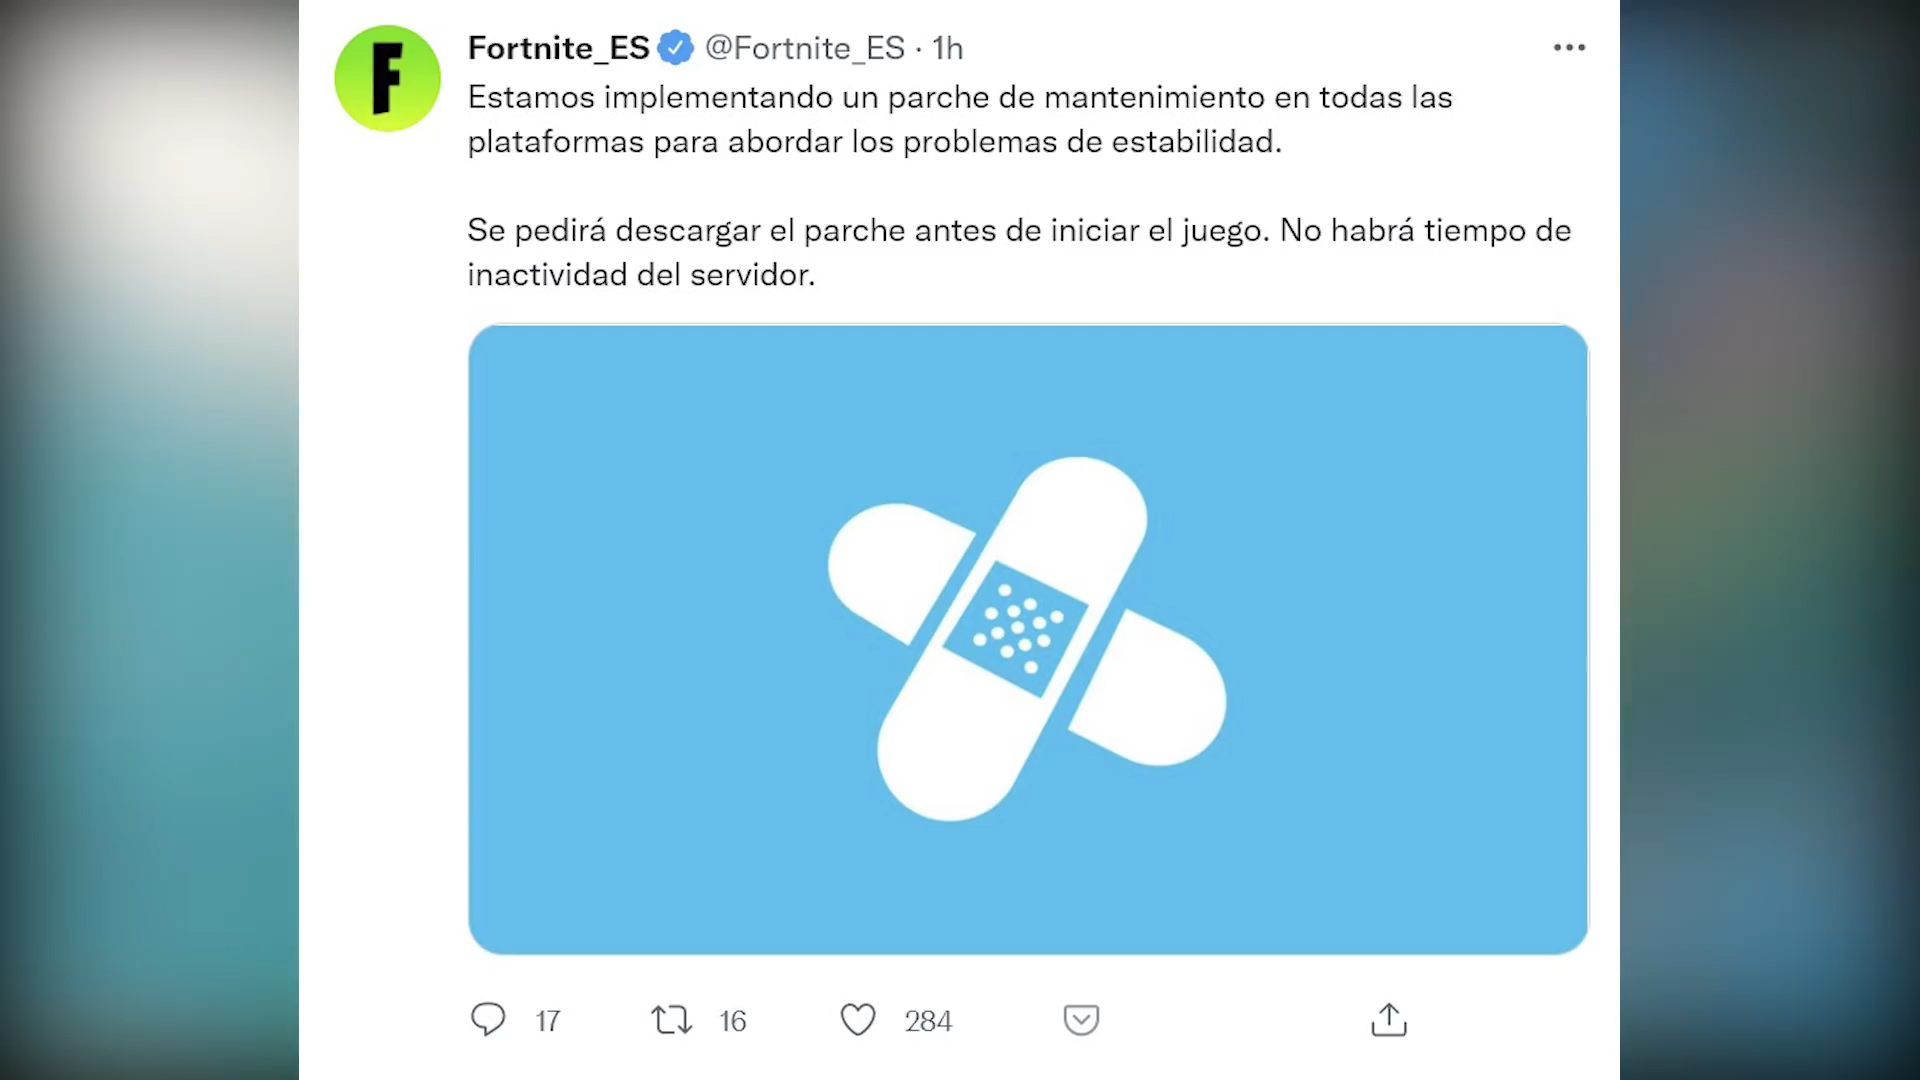 F
Fortnite_ES @Fortnite_ES · 1h
Estamos implementando un parche de mantenimiento en todas las
plataformas para abordar los problemas de estabilidad.
Se pedirá descargar el parche antes de iniciar el juego. No habrá tiempo de
inactividad del servidor.
17 16 284